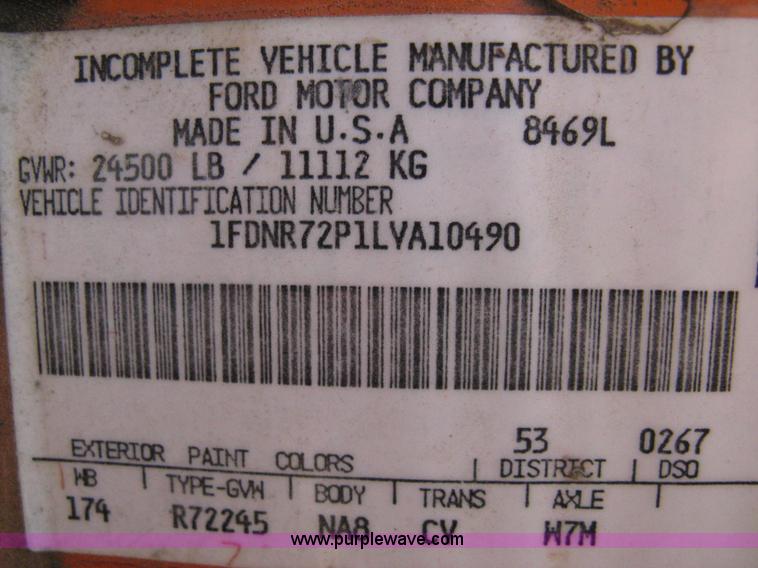 INCOMPLETE VEHICLE MANUFACTURED BY
FORD MOTOR COMPANY
MADE IN U.S.A 8469L
GVWR: 24500 LB / 11112 KG
VEHICLE IDENTIFICATION NUMBER
1FDNR72P1LVA10490
53 0267
EXTERIOR PAINT COLORS DISTRICT DSO
WB TYPE-GVW BODY TRANS AXLE
174 R72245 NA8 CV W7M
www.purplewave.com